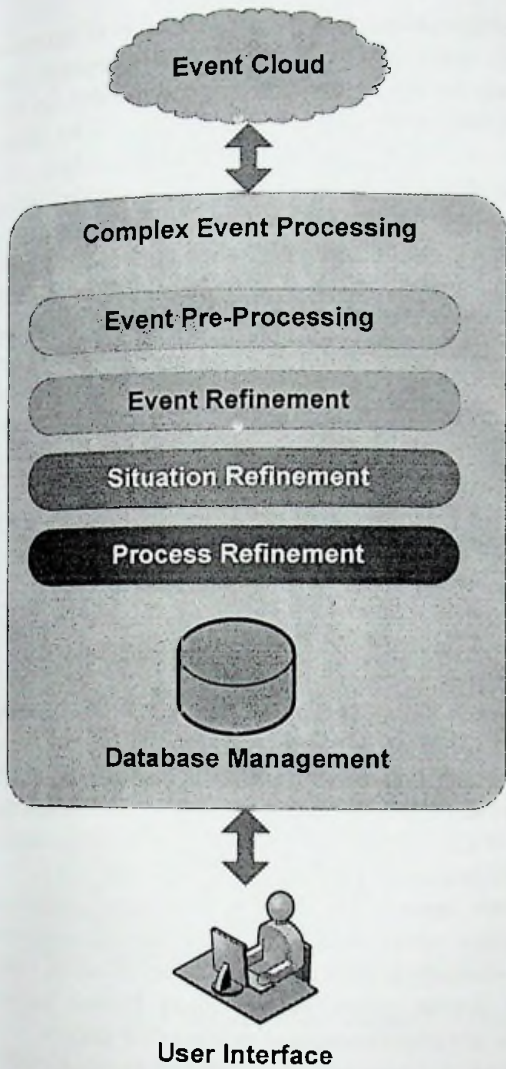 Event Cloud
Complex Event Processing
Event Pre-Processing
Event Refinement
Situation Refinement
Process Refinement
Database Management
User Interface